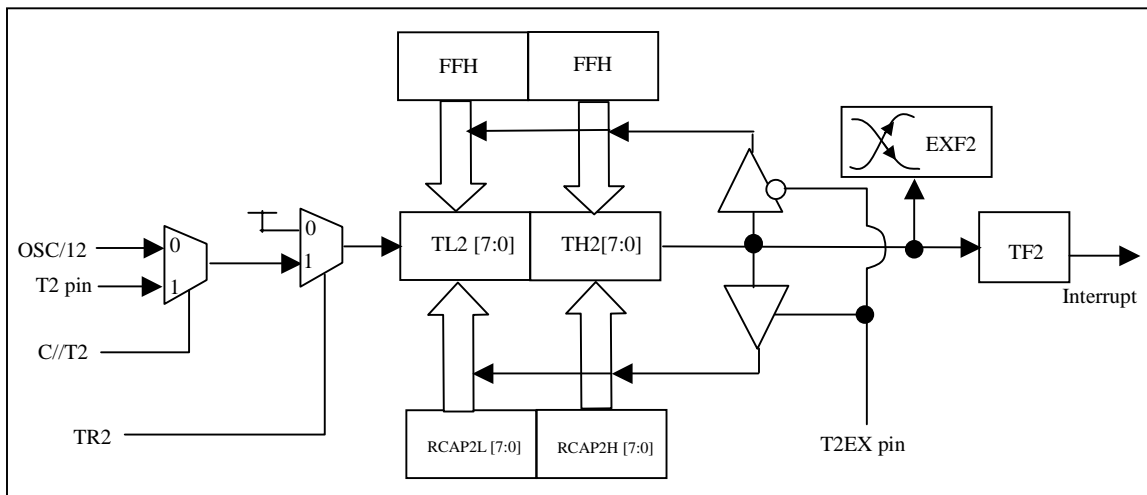 FFH
FFH
EXF2
OSC/12
0
0
TL2 [7:0]
TH2[7:0]
TF2
1
T2 pin
1
Interrupt
C//T2
TR2
RCAP2L [7:0]
RCAP2H [7:0]
T2EX pin